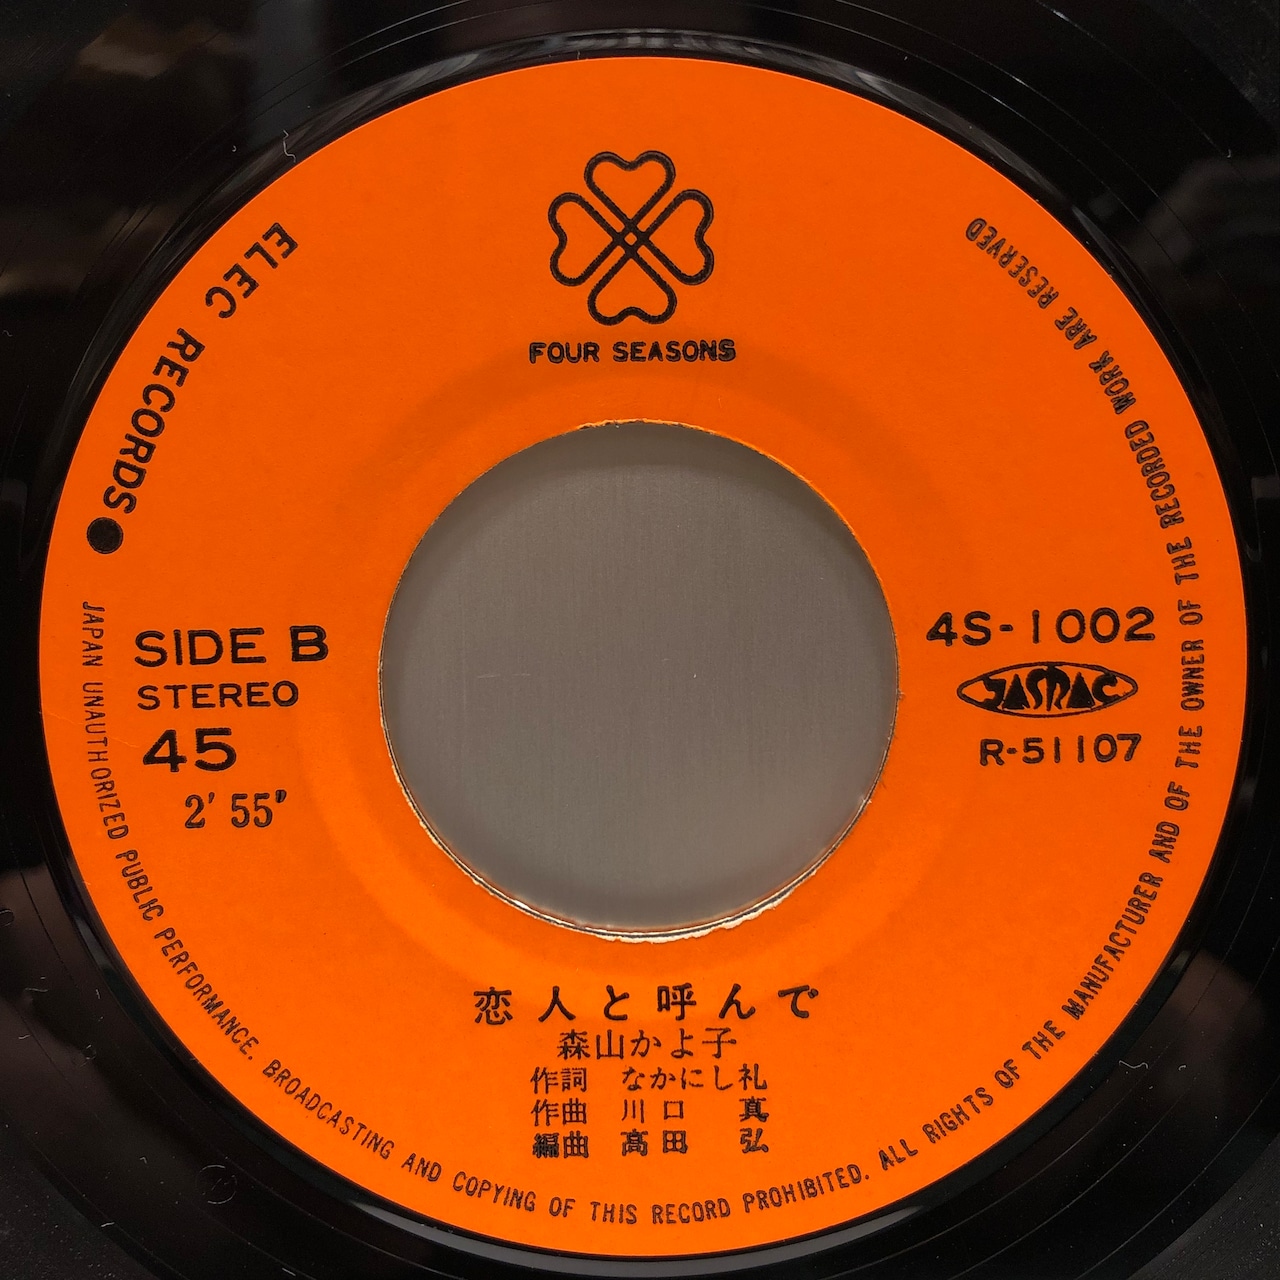 FOUR SEASONS
ELEC RECORDS
SIDE B
STEREO
45
2' 55"
4S-1002
JASRAC
R-51107
恋人と呼んで
森山かよ子
作詞 なかにし礼
作曲 川口 真
編曲 高田 弘
JAPAN UNAUTHORIZED PUBLIC PERFORMANCE. BROADCASTING AND COPYING OF THIS RECORD PROHIBITED. ALL RIGHTS OF THE MANUFACTURER AND OF THE OWNER OF THE RECORDED WORK ARE RESERVED